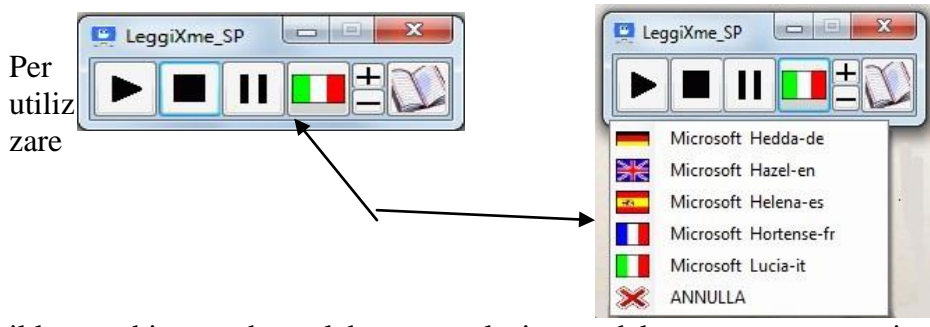 LeggiXme_SP
Per
utiliz
zare
LeggiXme_SP
Microsoft Hedda-de
Microsoft Hazel-en
Microsoft Helena-es
Microsoft Hortense-fr
Microsoft Lucia-it
ANNULLA